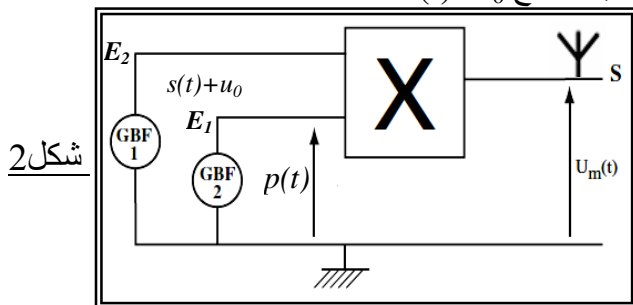 E₂
s(t)+u₀
E₁
X
S
GBF
1
شكل2
GBF
2
p(t)
Uₘ(t)